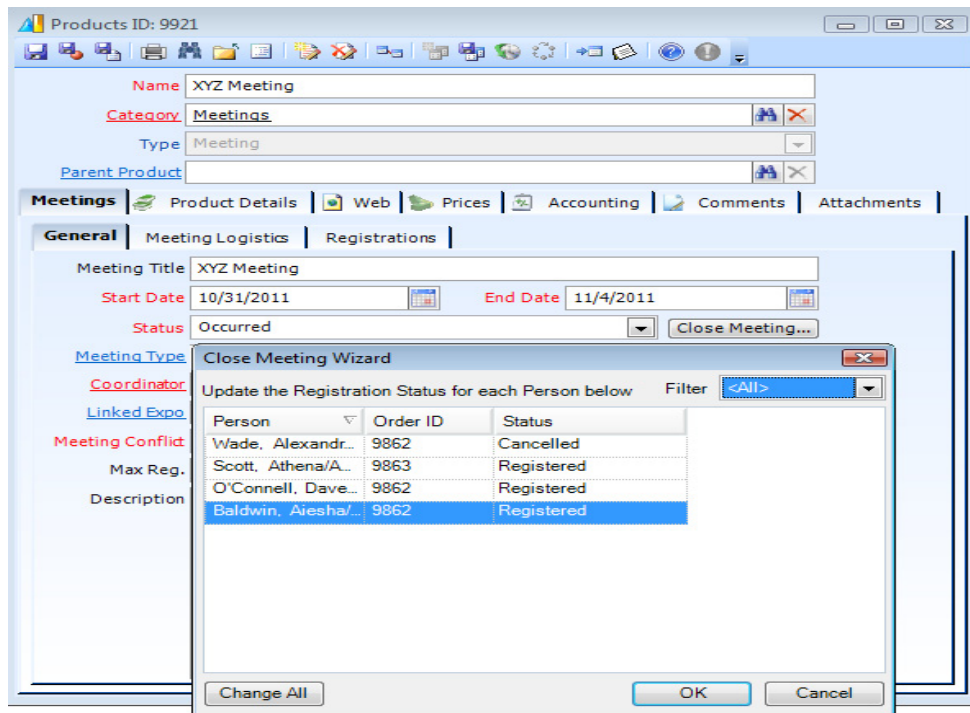 Products ID: 9921
Name XYZ Meeting
Category Meetings
Type Meeting
Parent Product
Meetings Product Details Web Prices Accounting Comments Attachments
General Meeting Logistics Registrations
Meeting Title XYZ Meeting
Start Date 10/31/2011 End Date 11/4/2011
Status Occurred Close Meeting...
Meeting Type
Coordinator
Linked Expo
Meeting Conflict
Max Reg.
Description
Close Meeting Wizard
Update the Registration Status for each Person below Filter <All>
Person Order ID Status
Wade, Alexandr... 9862 Cancelled
Scott, Athena/A... 9863 Registered
O'Connell, Dave... 9862 Registered
Baldwin, Aiesha/... 9862 Registered
Change All OK Cancel